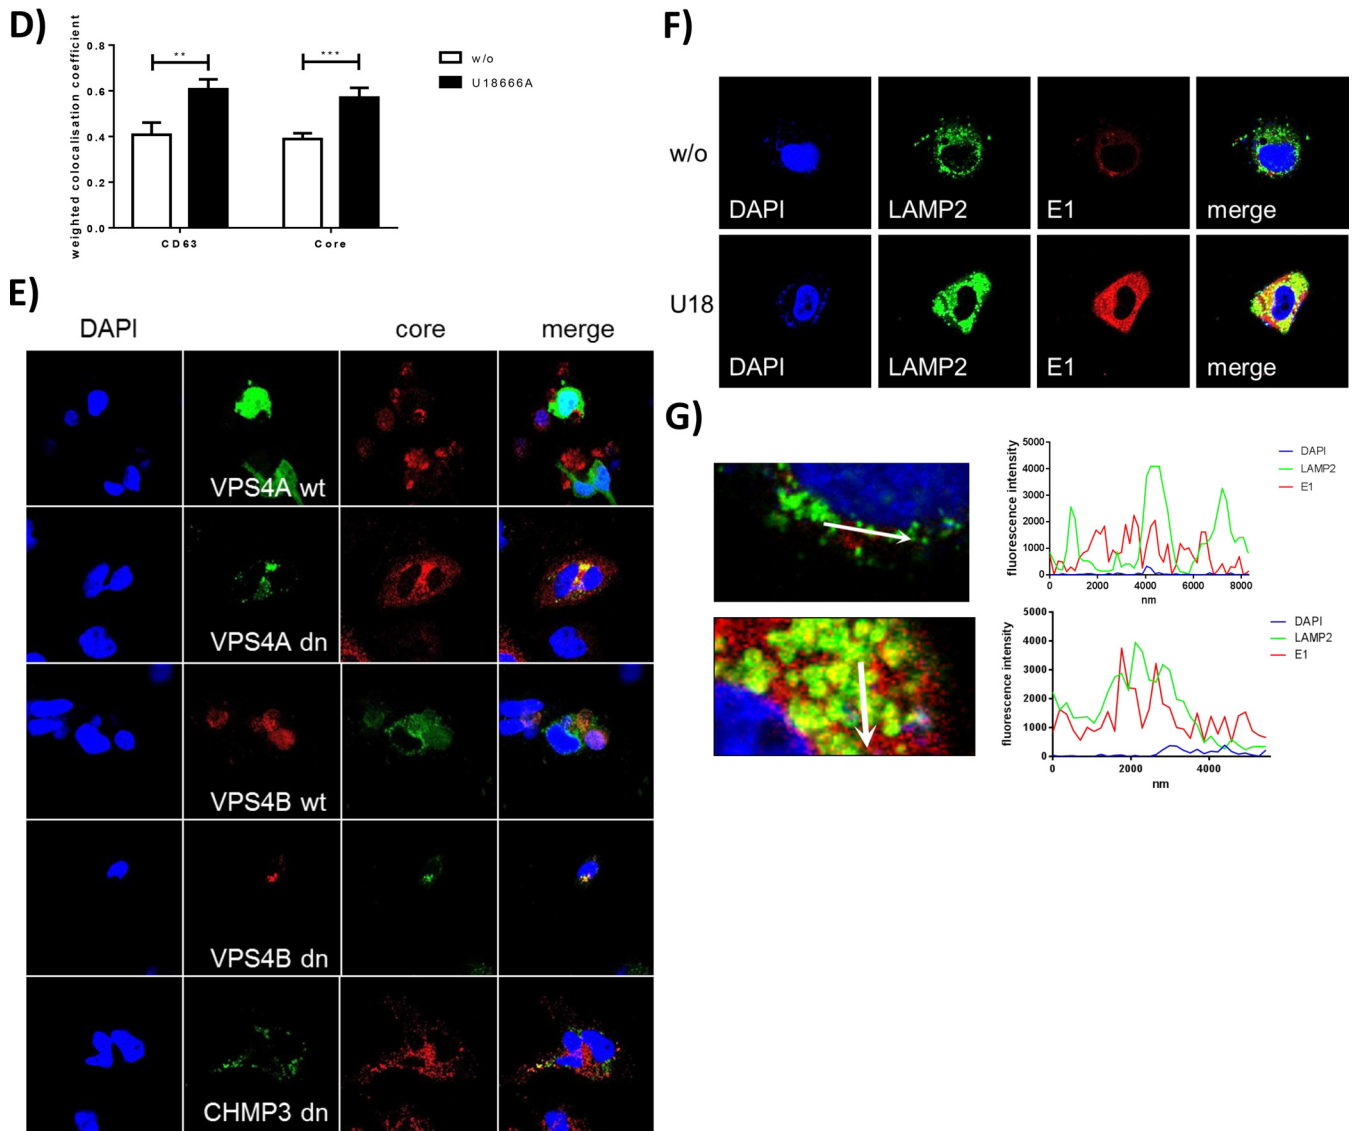 D)
weighted colocalisation coefficient
0.8
0.6
0.4
0.2
0.0
**
***
CD63
Core
w/o
U18666A
E)
DAPI core merge
VPS4A wt
VPS4A dn
VPS4B wt
VPS4B dn
CHMP3 dn
F)
w/o
DAPI LAMP2 E1 merge
U18
DAPI LAMP2 E1 merge
G)
fluorescence intensity
5000
4000
3000
2000
1000
0
0 2000 4000 6000 8000
nm
DAPI
LAMP2
E1
fluorescence intensity
5000
4000
3000
2000
1000
0
0 2000 4000
nm
DAPI
LAMP2
E1